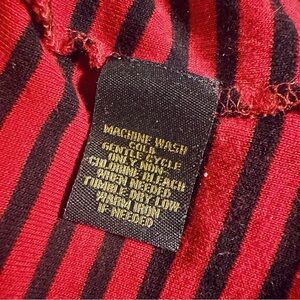 MACHINE WASH
COLD
GENTLE CYCLE
ONLY NON-
CHLORINE BLEACH
WHEN NEEDED
TUMBLE DRY LOW
WARM IRON
IF NEEDED